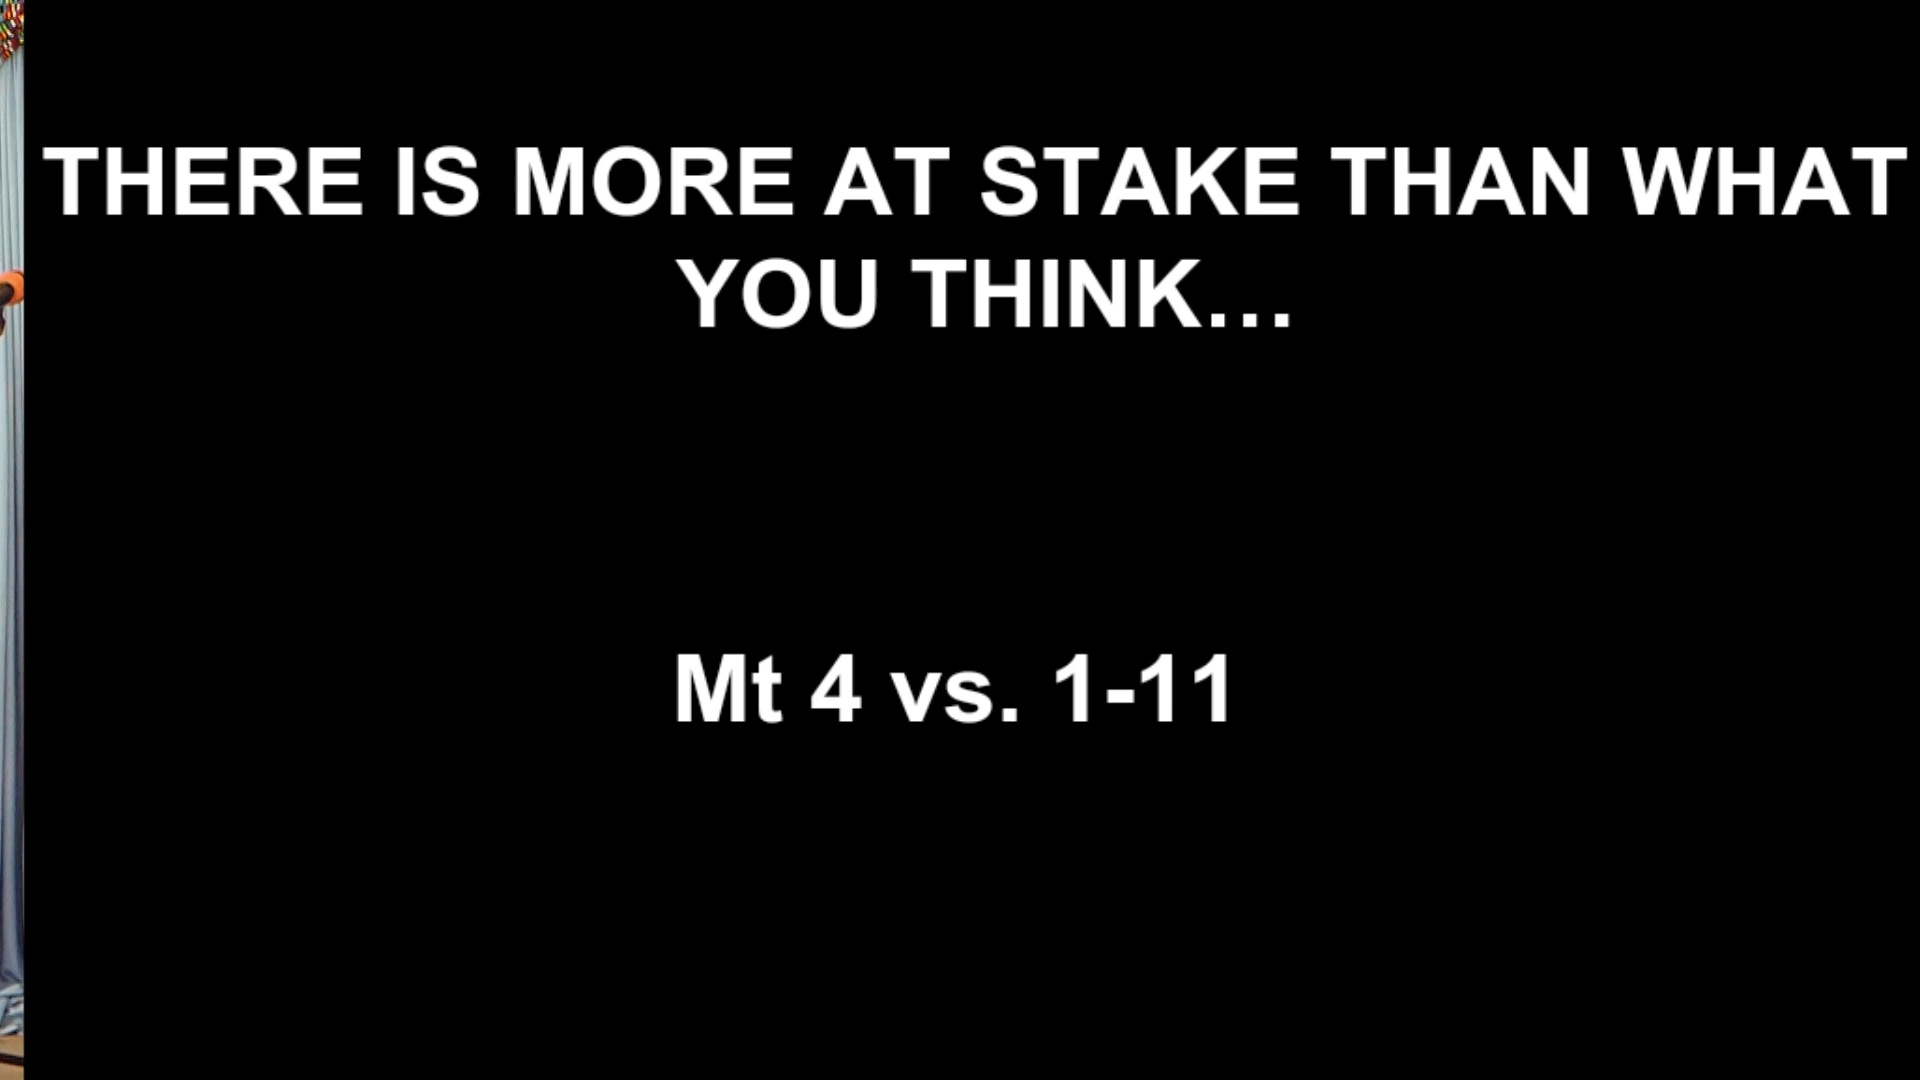 THERE IS MORE AT STAKE THAN WHAT
YOU THINK…
Mt 4 vs. 1-11